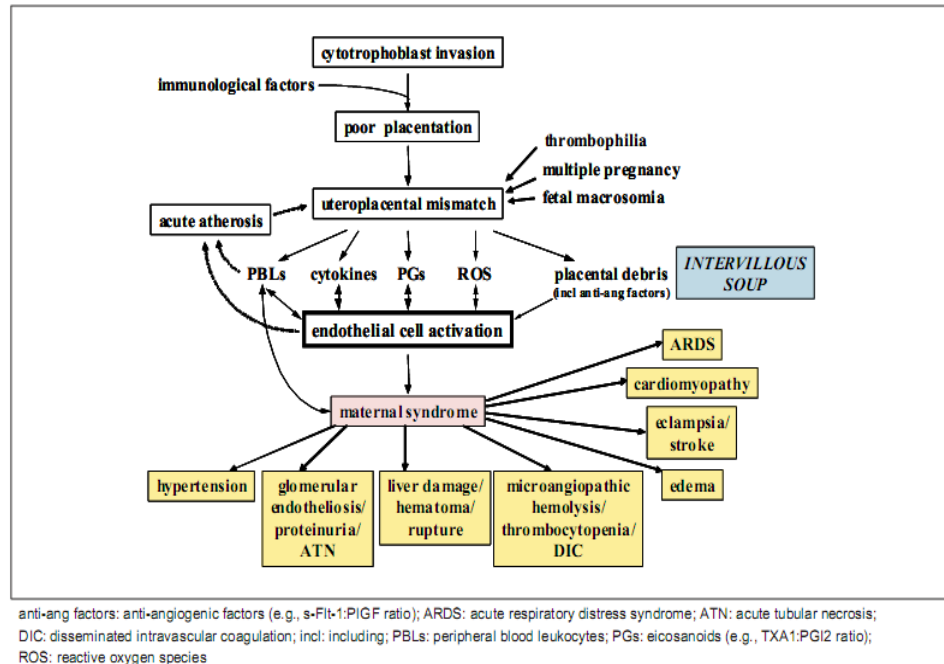 cytotrophoblast invasion
immunological factors
poor placentation
thrombophilia
multiple pregnancy
fetal macrosomia
uteroplacental mismatch
acute atherosis
PBLs
cytokines
PGs
ROS
placental debris
(incl anti-ang factors)
INTERVILLOUS
SOUP
endothelial cell activation
ARDS
cardiomyopathy
maternal syndrome
eclampsia/
stroke
edema
hypertension
glomerular
endotheliosis/
proteinuria/
ATN
liver damage/
hematoma/
rupture
microangiopathic
hemolysis/
thrombocytopenia/
DIC
anti-ang factors: anti-angiogenic factors (e.g., s-Flt-1:PlGF ratio); ARDS: acute respiratory distress syndrome; ATN: acute tubular necrosis;
DIC: disseminated intravascular coagulation; incl: including; PBLs: peripheral blood leukocytes; PGs: eicosanoids (e.g., TXA1:PGI2 ratio);
ROS: reactive oxygen species